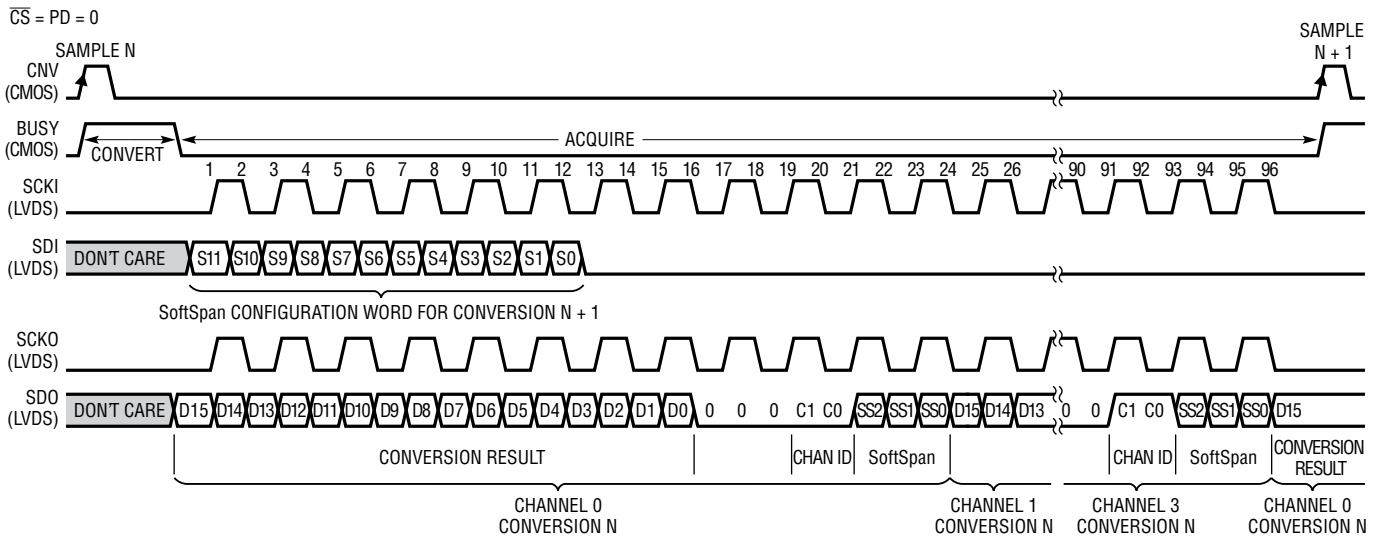 CS = PD = 0
SAMPLE N
SAMPLE
N + 1
CNV
(CMOS)
BUSY
(CMOS)
CONVERT
ACQUIRE
1 2 3 4 5 6 7 8 9 10 11 12 13 14 15 16 17 18 19 20 21 22 23 24 25 26 90 91 92 93 94 95 96
SCKI
(LVDS)
SDI
(LVDS)
DON'T CARE S11 S10 S9 S8 S7 S6 S5 S4 S3 S2 S1 S0
SoftSpan CONFIGURATION WORD FOR CONVERSION N + 1
SCKO
(LVDS)
SDO
(LVDS)
DON'T CARE D15 D14 D13 D12 D11 D10 D9 D8 D7 D6 D5 D4 D3 D2 D1 D0 0 0 0 C1 C0 SS2 SS1 SS0 D15 D14 D13 0 0 C1 C0 SS2 SS1 SS0 D15
CONVERSION RESULT CHAN ID SoftSpan CHAN ID SoftSpan CONVERSION
RESULT
CHANNEL 0
CONVERSION N
CHANNEL 1
CONVERSION N
CHANNEL 3
CONVERSION N
CHANNEL 0
CONVERSION N